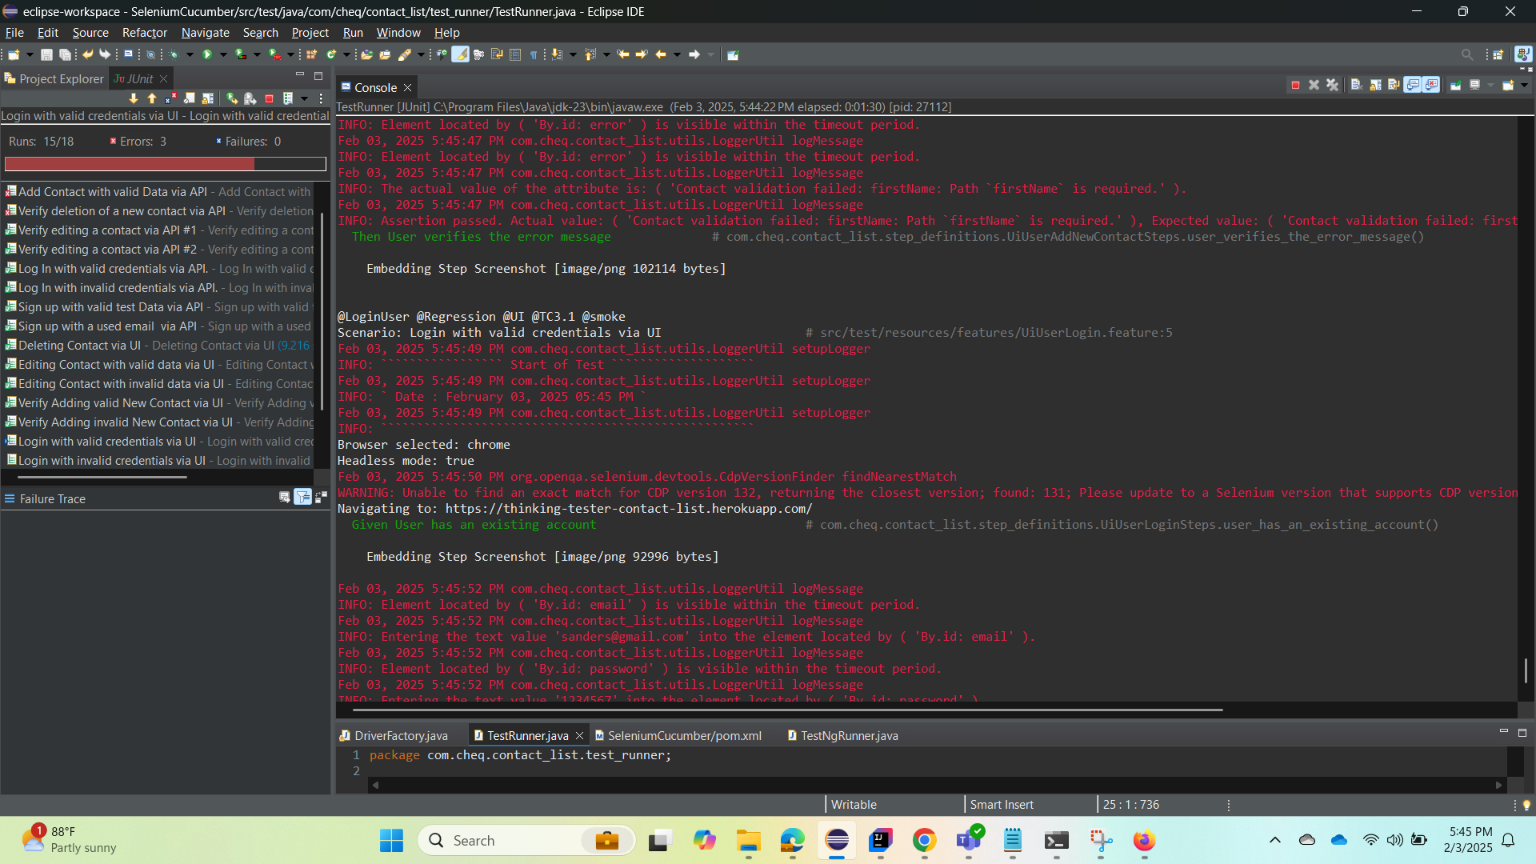 eclipse-workspace - SeleniumCucumber/src/test/java/com/cheq/contact_list/test_runner/TestRunner.java - Eclipse IDE
File Edit Source Refactor Navigate Search Project Run Window Help
Project Explorer
JUnit
Console
TestRunner [JUnit] C:\Program Files\Java\jdk-23\bin\javaw.exe (Feb 3, 2025, 5:44:22 PM elapsed: 0:01:30) [pid: 27112]
Login with valid credentials via UI - Login with valid credential
Runs: 15/18
Errors: 3
Failures: 0
Add Contact with valid Data via API - Add Contact with
Verify deletion of a new contact via API - Verify deletion
Verify editing a contact via API #1 - Verify editing a cont
Verify editing a contact via API #2 - Verify editing a cont
Log In with valid credentials via API. - Log In with valid c
Log In with invalid credentials via API. - Log In with inva
Sign up with valid test Data via API - Sign up with valid
Sign up with a used email via API - Sign up with a used
Deleting Contact via UI - Deleting Contact via UI (9.216
Editing Contact with valid data via UI - Editing Contact
Editing Contact with invalid data via UI - Editing Contac
Verify Adding valid New Contact via UI - Verify Adding
Verify Adding invalid New Contact via UI - Verify Adding
Login with valid credentials via UI - Login with valid cre
Login with invalid credentials via UI - Login with invalid
Failure Trace
INFO: Element located by ( 'By.id: error' ) is visible within the timeout period.
Feb 03, 2025 5:45:47 PM com.cheq.contact_list.utils.LoggerUtil logMessage
INFO: Element located by ( 'By.id: error' ) is visible within the timeout period.
Feb 03, 2025 5:45:47 PM com.cheq.contact_list.utils.LoggerUtil logMessage
INFO: The actual value of the attribute is: ( 'Contact validation failed: firstName: Path `firstName` is required.' ).
Feb 03, 2025 5:45:47 PM com.cheq.contact_list.utils.LoggerUtil logMessage
INFO: Assertion passed. Actual value: ( 'Contact validation failed: firstName: Path `firstName` is required.' ), Expected value: ( 'Contact validation failed: first
Then User verifies the error message # com.cheq.contact_list.step_definitions.UiUserAddNewContactSteps.user_verifies_the_error_message()
Embedding Step Screenshot [image/png 102114 bytes]
@LoginUser @Regression @UI @TC3.1 @smoke
Scenario: Login with valid credentials via UI # src/test/resources/features/UiUserLogin.feature:5
Feb 03, 2025 5:45:49 PM com.cheq.contact_list.utils.LoggerUtil setupLogger
INFO: ````````````````` Start of Test ````````````````````
Feb 03, 2025 5:45:49 PM com.cheq.contact_list.utils.LoggerUtil setupLogger
INFO: ` Date : February 03, 2025 05:45 PM `
Feb 03, 2025 5:45:49 PM com.cheq.contact_list.utils.LoggerUtil setupLogger
INFO: ````````````````````````````````````````````````````
Browser selected: chrome
Headless mode: true
Feb 03, 2025 5:45:50 PM org.openqa.selenium.devtools.CdpVersionFinder findNearestMatch
WARNING: Unable to find an exact match for CDP version 132, returning the closest version; found: 131; Please update to a Selenium version that supports CDP version
Navigating to: https://thinking-tester-contact-list.herokuapp.com/
Given User has an existing account # com.cheq.contact_list.step_definitions.UiUserLoginSteps.user_has_an_existing_account()
Embedding Step Screenshot [image/png 92996 bytes]
Feb 03, 2025 5:45:52 PM com.cheq.contact_list.utils.LoggerUtil logMessage
INFO: Element located by ( 'By.id: email' ) is visible within the timeout period.
Feb 03, 2025 5:45:52 PM com.cheq.contact_list.utils.LoggerUtil logMessage
INFO: Entering the text value 'sanders@gmail.com' into the element located by ( 'By.id: email' ).
Feb 03, 2025 5:45:52 PM com.cheq.contact_list.utils.LoggerUtil logMessage
INFO: Element located by ( 'By.id: password' ) is visible within the timeout period.
Feb 03, 2025 5:45:52 PM com.cheq.contact_list.utils.LoggerUtil logMessage
INFO: Entering the text value '1234567' into the element located by ( 'By.id: password' )
DriverFactory.java
TestRunner.java
SeleniumCucumber/pom.xml
TestNgRunner.java
1 package com.cheq.contact_list.test_runner;
2
Writable
Smart Insert
25 : 1 : 736
1
88°F
Partly sunny
Search
5:45 PM
2/3/2025